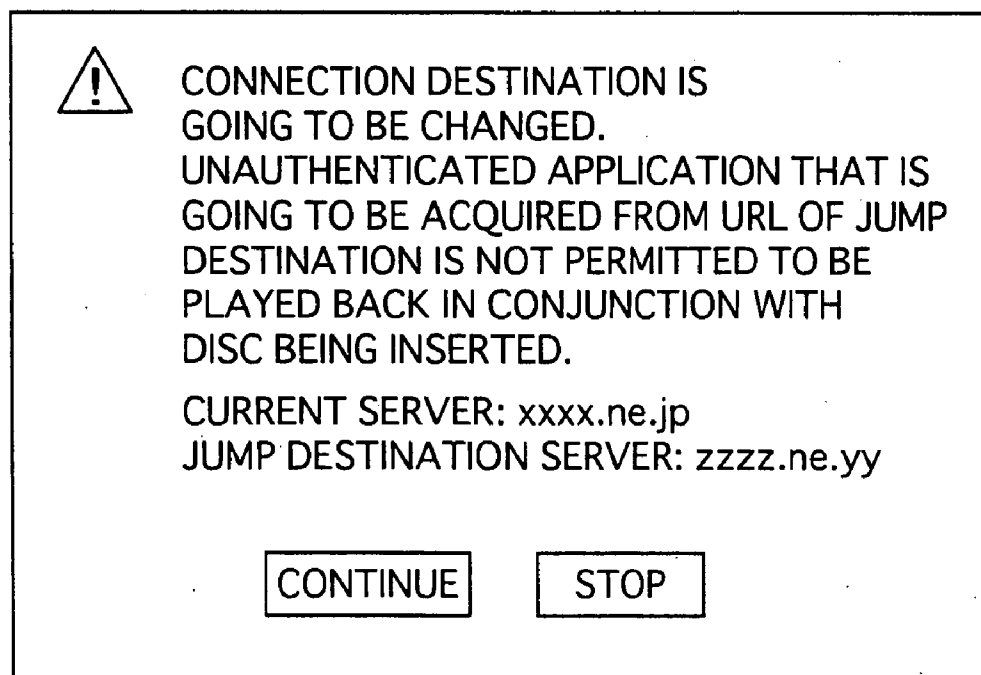 CONNECTION DESTINATION IS
GOING TO BE CHANGED.
UNAUTHENTICATED APPLICATION THAT IS
GOING TO BE ACQUIRED FROM URL OF JUMP
DESTINATION IS NOT PERMITTED TO BE
PLAYED BACK IN CONJUNCTION WITH
DISC BEING INSERTED.
CURRENT SERVER: xxxx.ne.jp
JUMP DESTINATION SERVER: zzzz.ne.yy
CONTINUE STOP